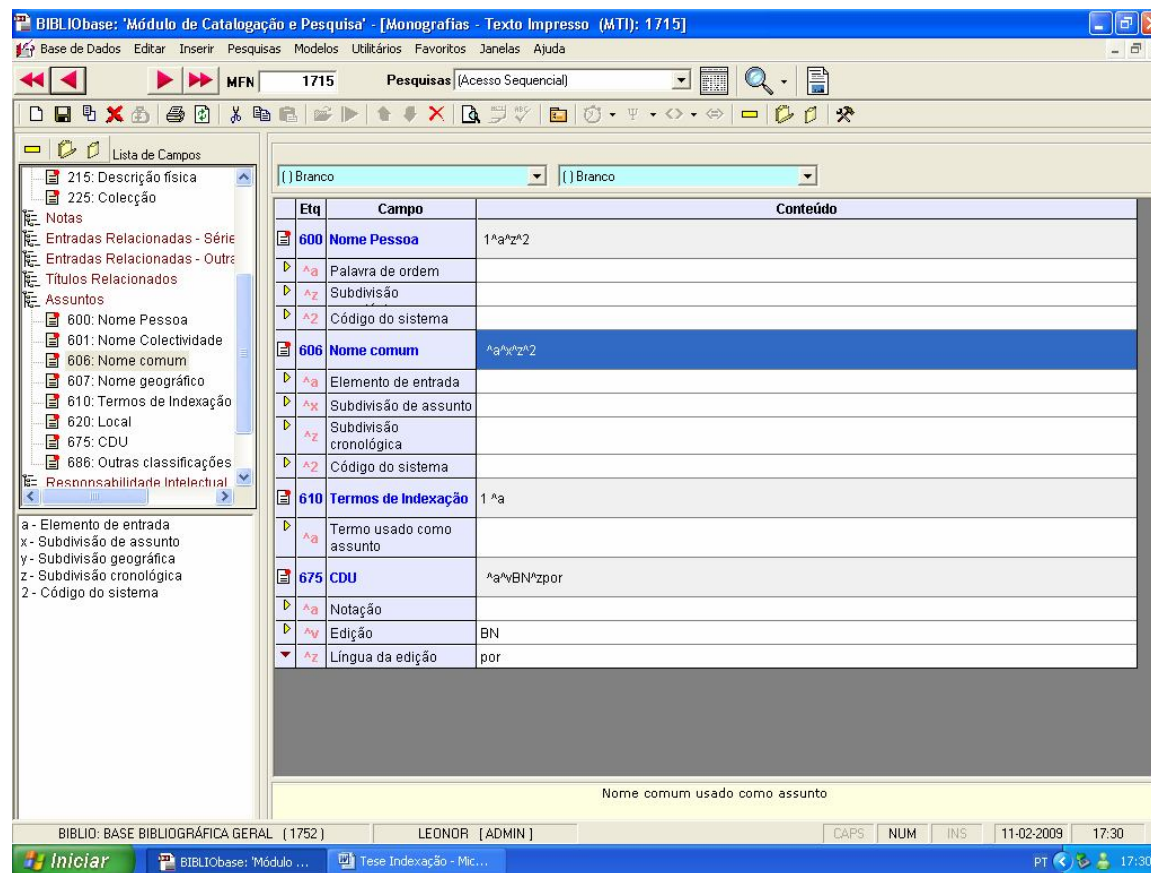 BIBLIObase: 'Módulo de Catalogação e Pesquisa' - [Monografias - Texto Impresso (MTI): 1715]
Base de Dados Editar Inserir Pesquisas Modelos Utilitários Favoritos Janelas Ajuda
MFN 1715 Pesquisas (Acesso Sequencial)
Lista de Campos
215: Descrição física
225: Colecção
Notas
Entradas Relacionadas - Série
Entradas Relacionadas - Outra
Títulos Relacionados
Assuntos
600: Nome Pessoa
601: Nome Colectividade
606: Nome comum
607: Nome geográfico
610: Termos de Indexação
620: Local
675: CDU
686: Outras classificações
Responsabilidade Intelectual
a - Elemento de entrada
x - Subdivisão de assunto
y - Subdivisão geográfica
z - Subdivisão cronológica
2 - Código do sistema
( ) Branco ( ) Branco
Etq Campo Conteúdo
600 Nome Pessoa 1^a^z^2
^a Palavra de ordem
^z Subdivisão
^2 Código do sistema
606 Nome comum ^a^x^z^2
^a Elemento de entrada
^x Subdivisão de assunto
^z Subdivisão
cronológica
^2 Código do sistema
610 Termos de Indexação 1 ^a
^a Termo usado como
assunto
675 CDU ^a^vBN^zpor
^a Notação
^v Edição BN
^z Língua da edição por
Nome comum usado como assunto
BIBLIO: BASE BIBLIOGRÁFICA GERAL ( 1752 ) LEONOR [ ADMIN ] CAPS NUM INS 11-02-2009 17:30
Iniciar BIBLIObase: 'Módulo ... Tese Indexação - Mic... PT 17:30